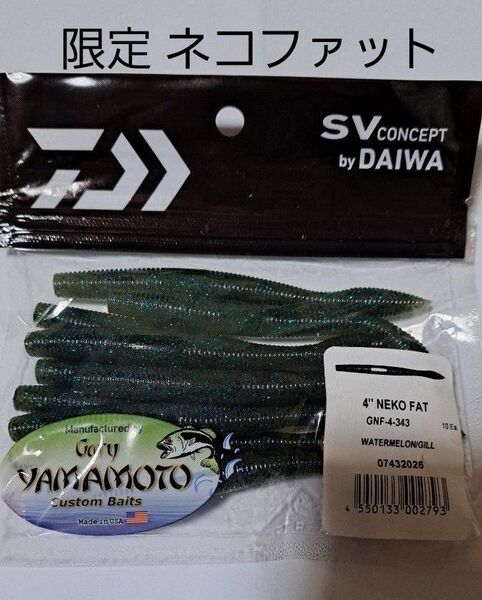 限定 ネコファット
SV CONCEPT
by DAIWA
4" NEKO FAT
GNF-4-343
10 Ea.
WATERMELON/GILL
07432026
4 550133 002793
Manufactured by
Gary
YAMAMOTO
Custom Baits
Made in USA